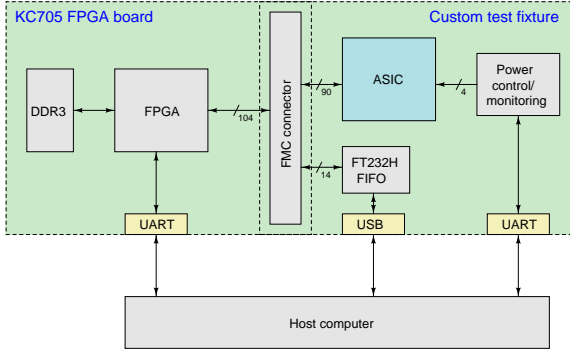 KC705 FPGA board
Custom test fixture
DDR3
FPGA
104
FMC connector
90
ASIC
4
Power
control/
monitoring
14
FT232H
FIFO
UART
USB
UART
Host computer